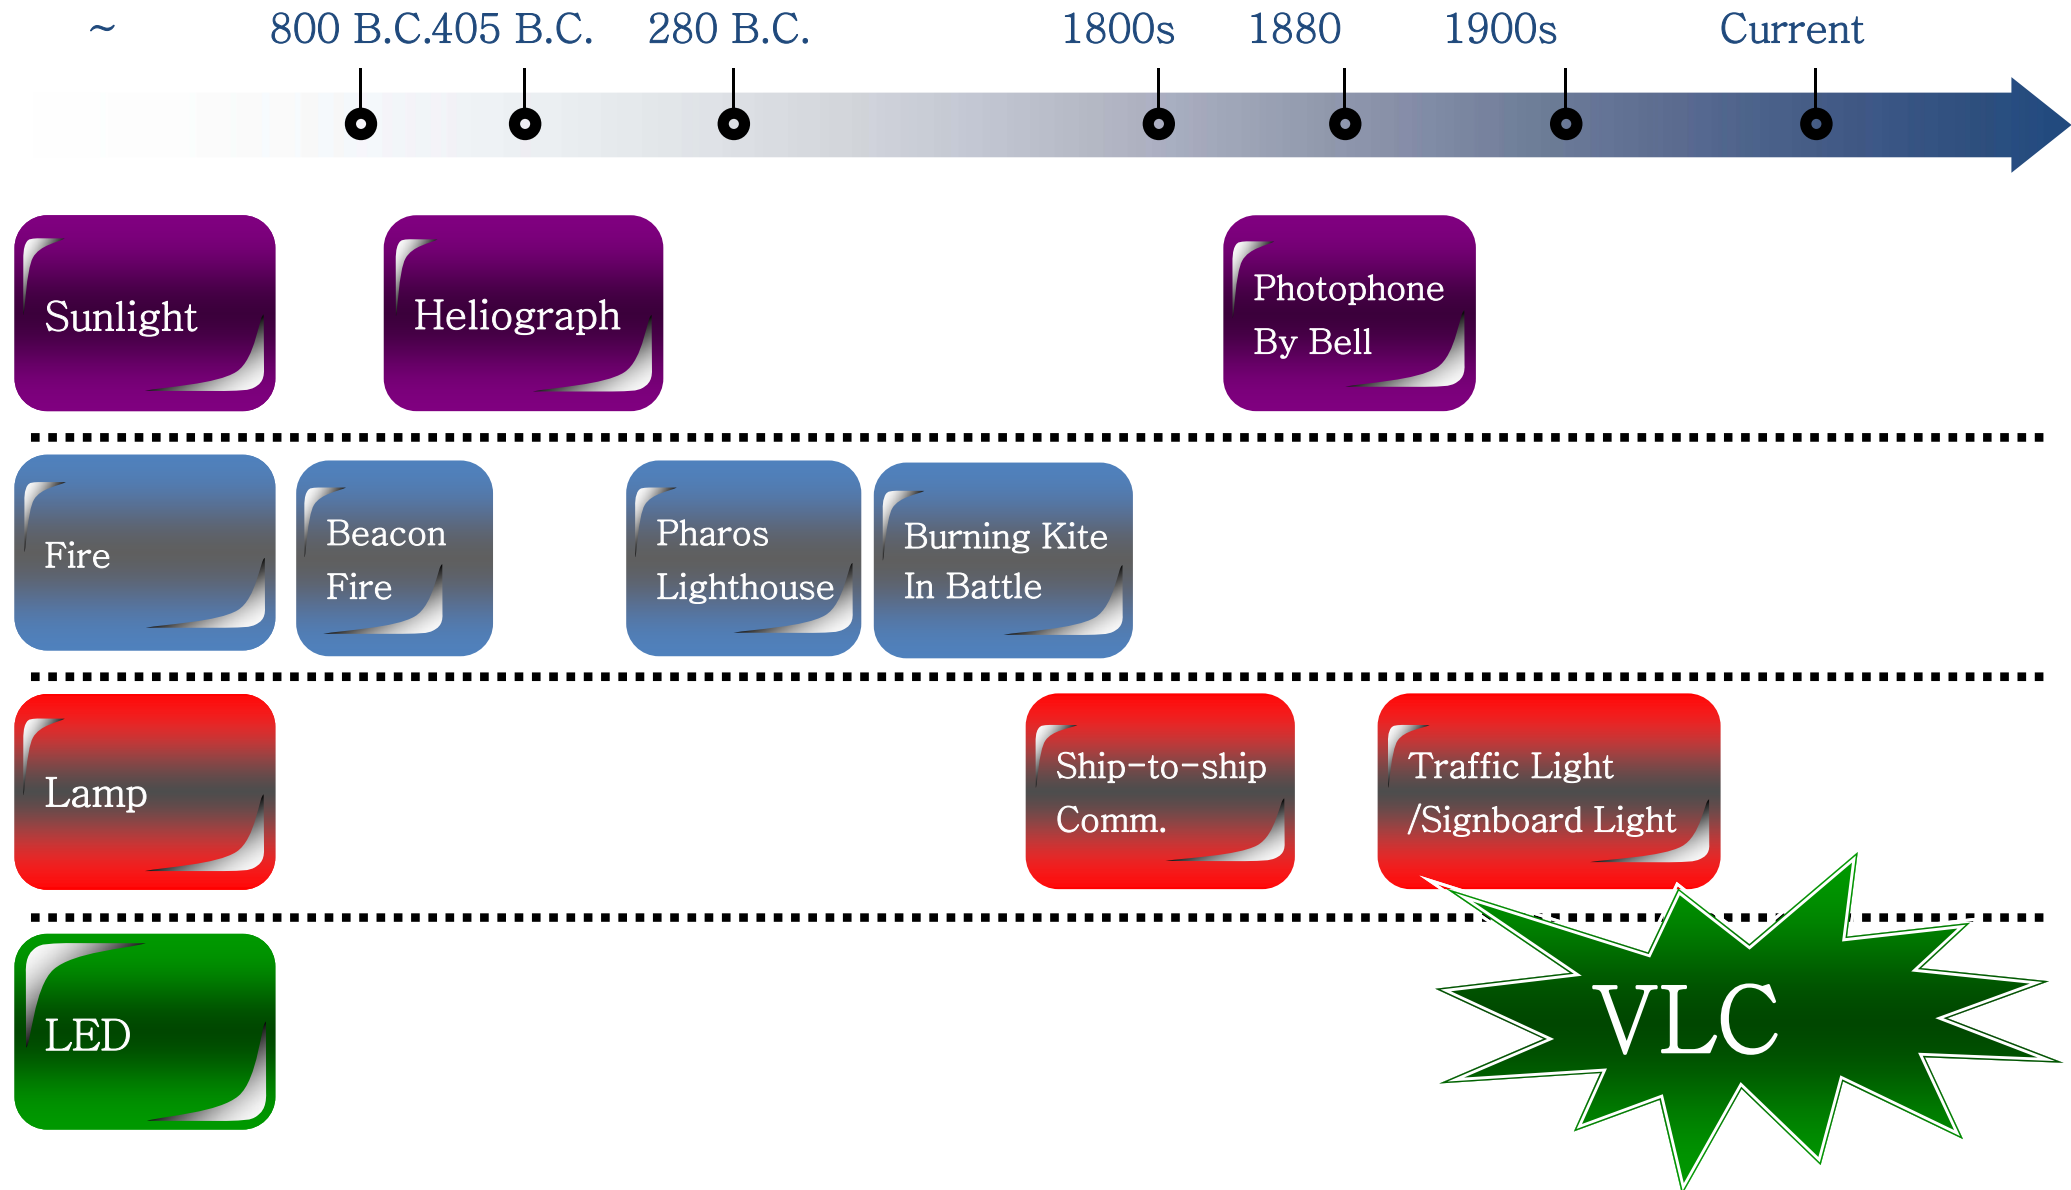 ~ 800 B.C. 405 B.C. 280 B.C. 1800s 1880 1900s Current
Sunlight
Heliograph
Photophone
By Bell
Fire
Beacon
Fire
Pharos
Lighthouse
Burning Kite
In Battle
Lamp
Ship-to-ship
Comm.
Traffic Light
/Signboard Light
LED
VLC